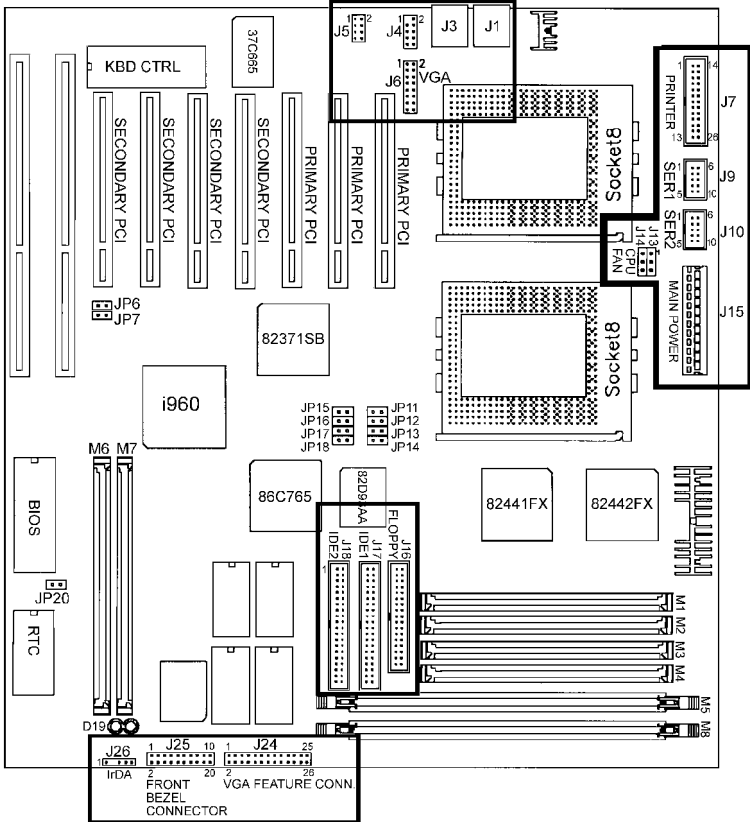 1 2
J5
1 2
J4
J3
J1
37C665
KBD CTRL
1 2
J6
VGA
1 14
PRINTER
J7
13 26
SECONDARY PCI
SECONDARY PCI
SECONDARY PCI
SECONDARY PCI
PRIMARY PCI
PRIMARY PCI
PRIMARY PCI
Socket8
1 6
SER1
J9
5 10
1 6
SER2
J10
5 10
J13
J14
1
CPU
FAN
MAIN POWER
J15
JP6
JP7
82371SB
Socket8
i960
JP15
JP16
JP17
JP18
JP11
JP12
JP13
JP14
M6 M7
BIOS
86C765
82441FX
82442FX
J18
IDE2
J17
IDE1
J16
FLOPPY
1
JP20
RTC
M1
M2
M3
M4
M5
M8
D19
J26
1
IrDA
1 J25 10
2 20
FRONT
BEZEL
CONNECTOR
1 J24 25
2 26
VGA FEATURE CONN.